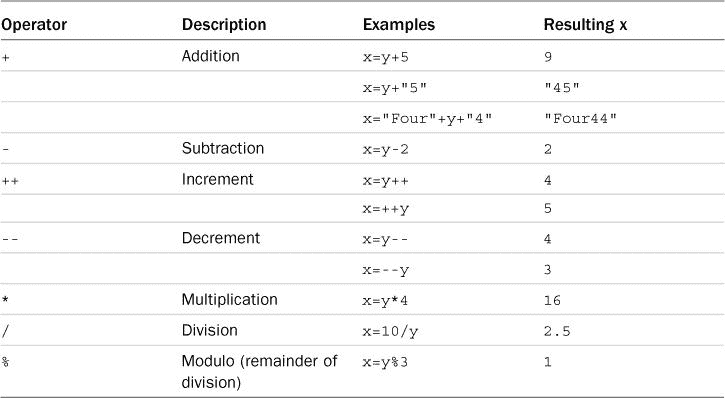 Operator Description Examples Resulting x
+ Addition x=y+5 9
x=y+"5" "45"
x="Four"+y+"4" "Four44"
- Subtraction x=y-2 2
++ Increment x=y++ 4
x=++y 5
-- Decrement x=y-- 4
x=--y 3
* Multiplication x=y*4 16
/ Division x=10/y 2.5
% Modulo (remainder of x=y%3 1
division)